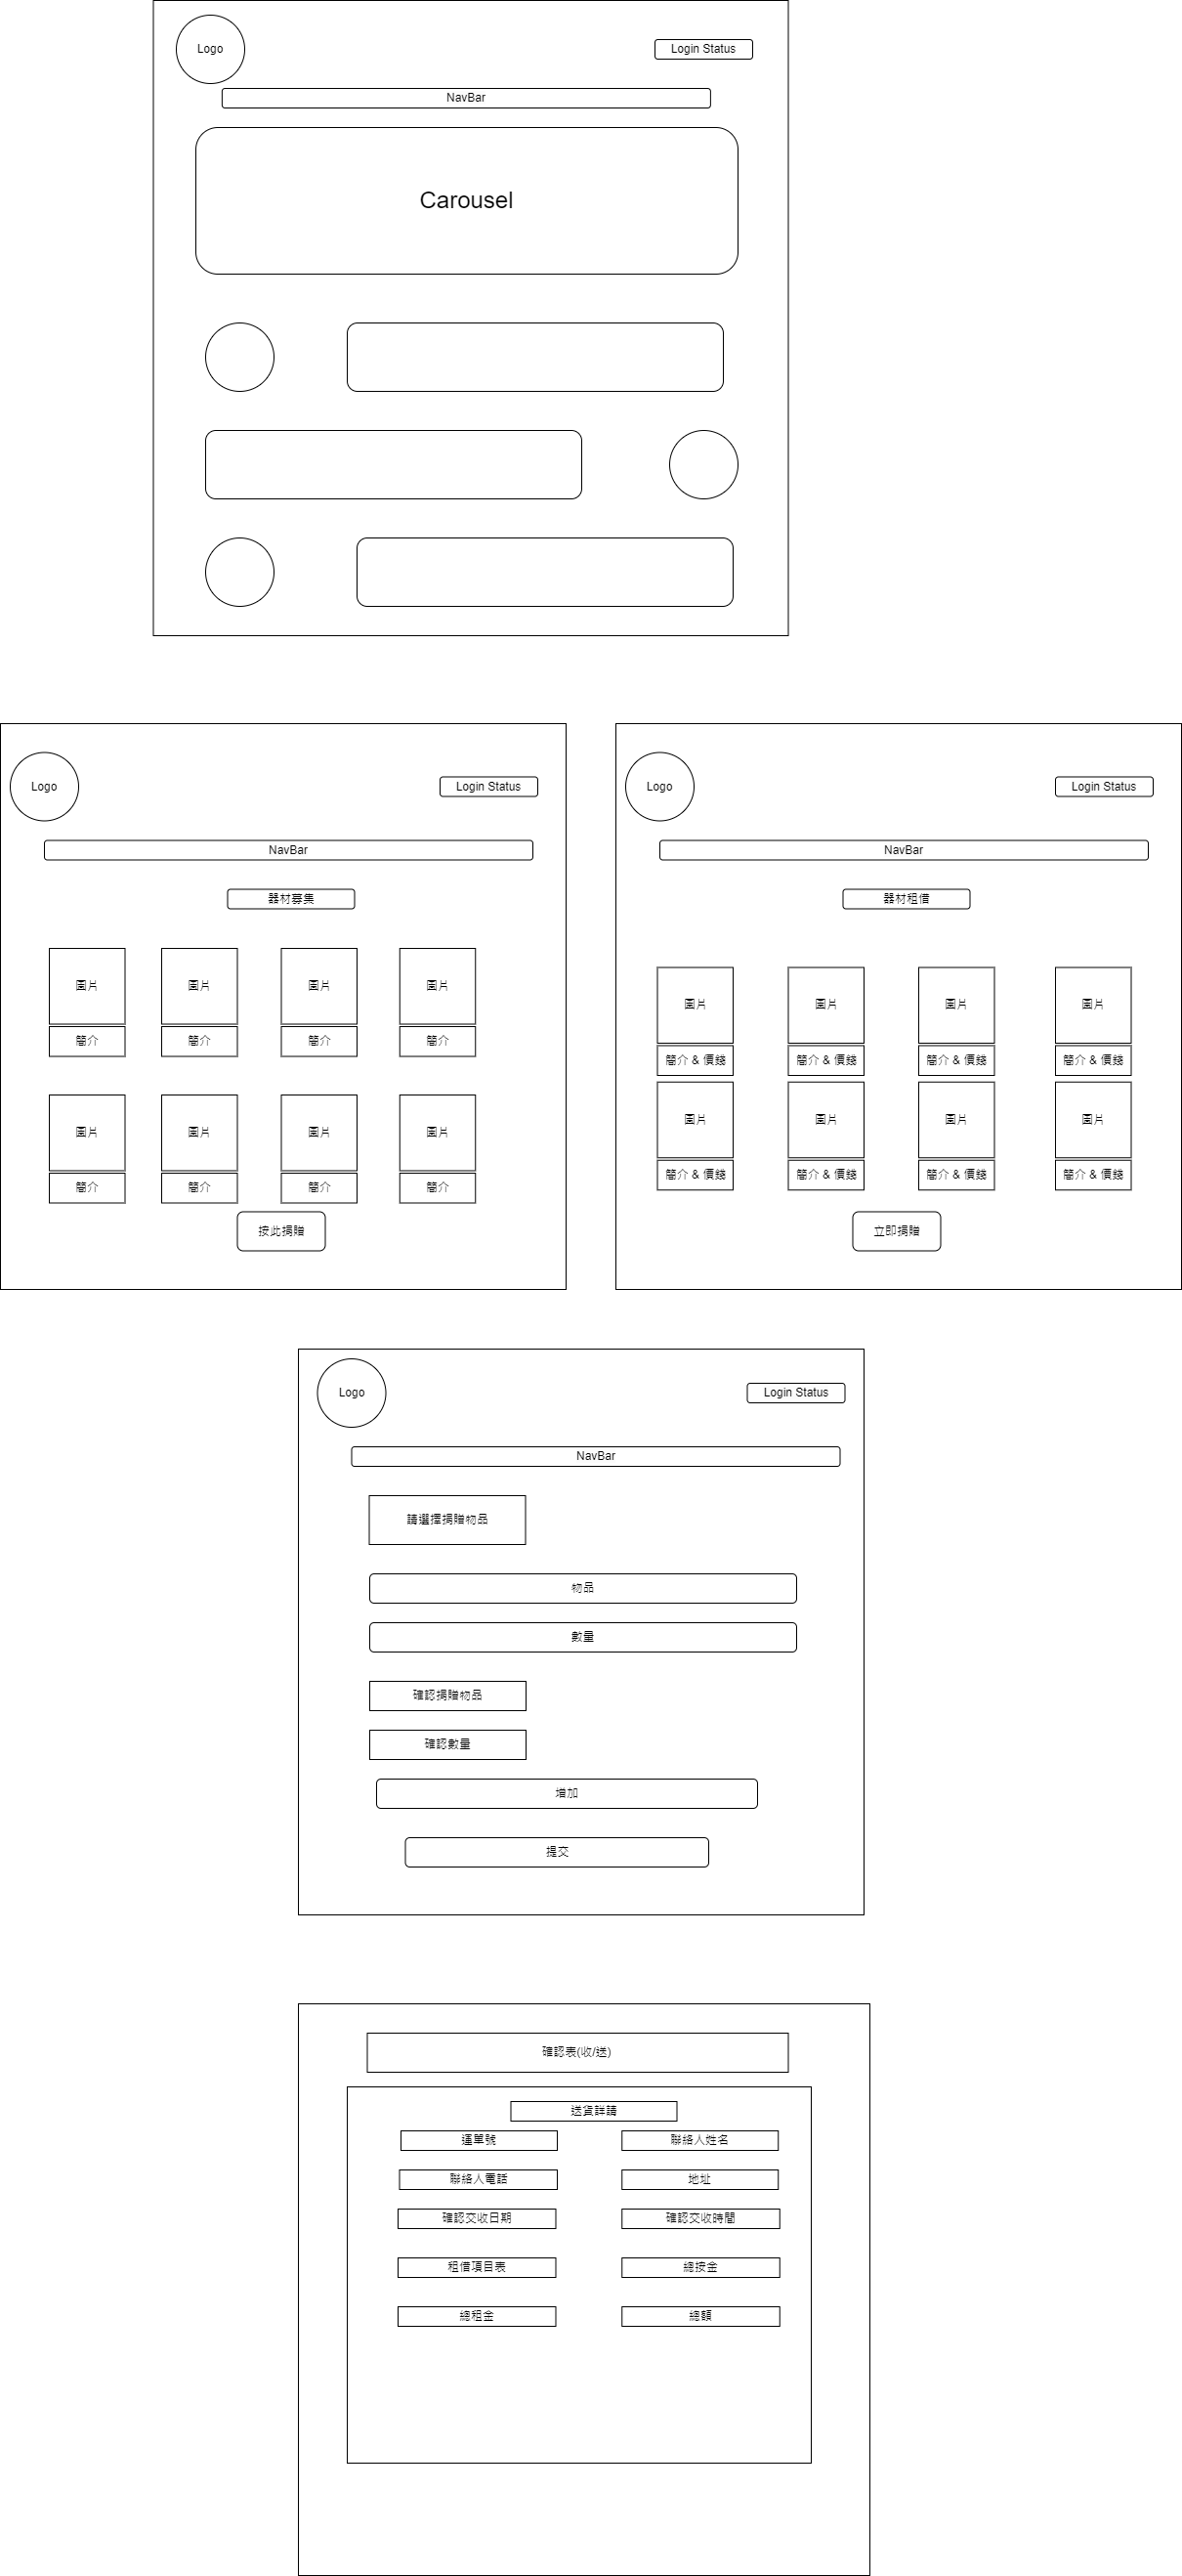 Logo
Login Status
NavBar
Carousel
Logo
Login Status
NavBar
器材募集
圖片
圖片
圖片
圖片
簡介
簡介
簡介
簡介
圖片
圖片
圖片
圖片
簡介
簡介
簡介
簡介
按此捐贈
Logo
Login Status
NavBar
器材租借
圖片
圖片
圖片
圖片
簡介 & 價錢
簡介 & 價錢
簡介 & 價錢
簡介 & 價錢
圖片
圖片
圖片
圖片
簡介 & 價錢
簡介 & 價錢
簡介 & 價錢
簡介 & 價錢
立即捐贈
Logo
Login Status
NavBar
請選擇捐贈物品
物品
數量
確認捐贈物品
確認數量
增加
提交
確認表(收/送)
送貨詳請
運單號
聯絡人姓名
聯絡人電話
地址
確認交收日期
確認交收時間
租借項目表
總按金
總租金
總額